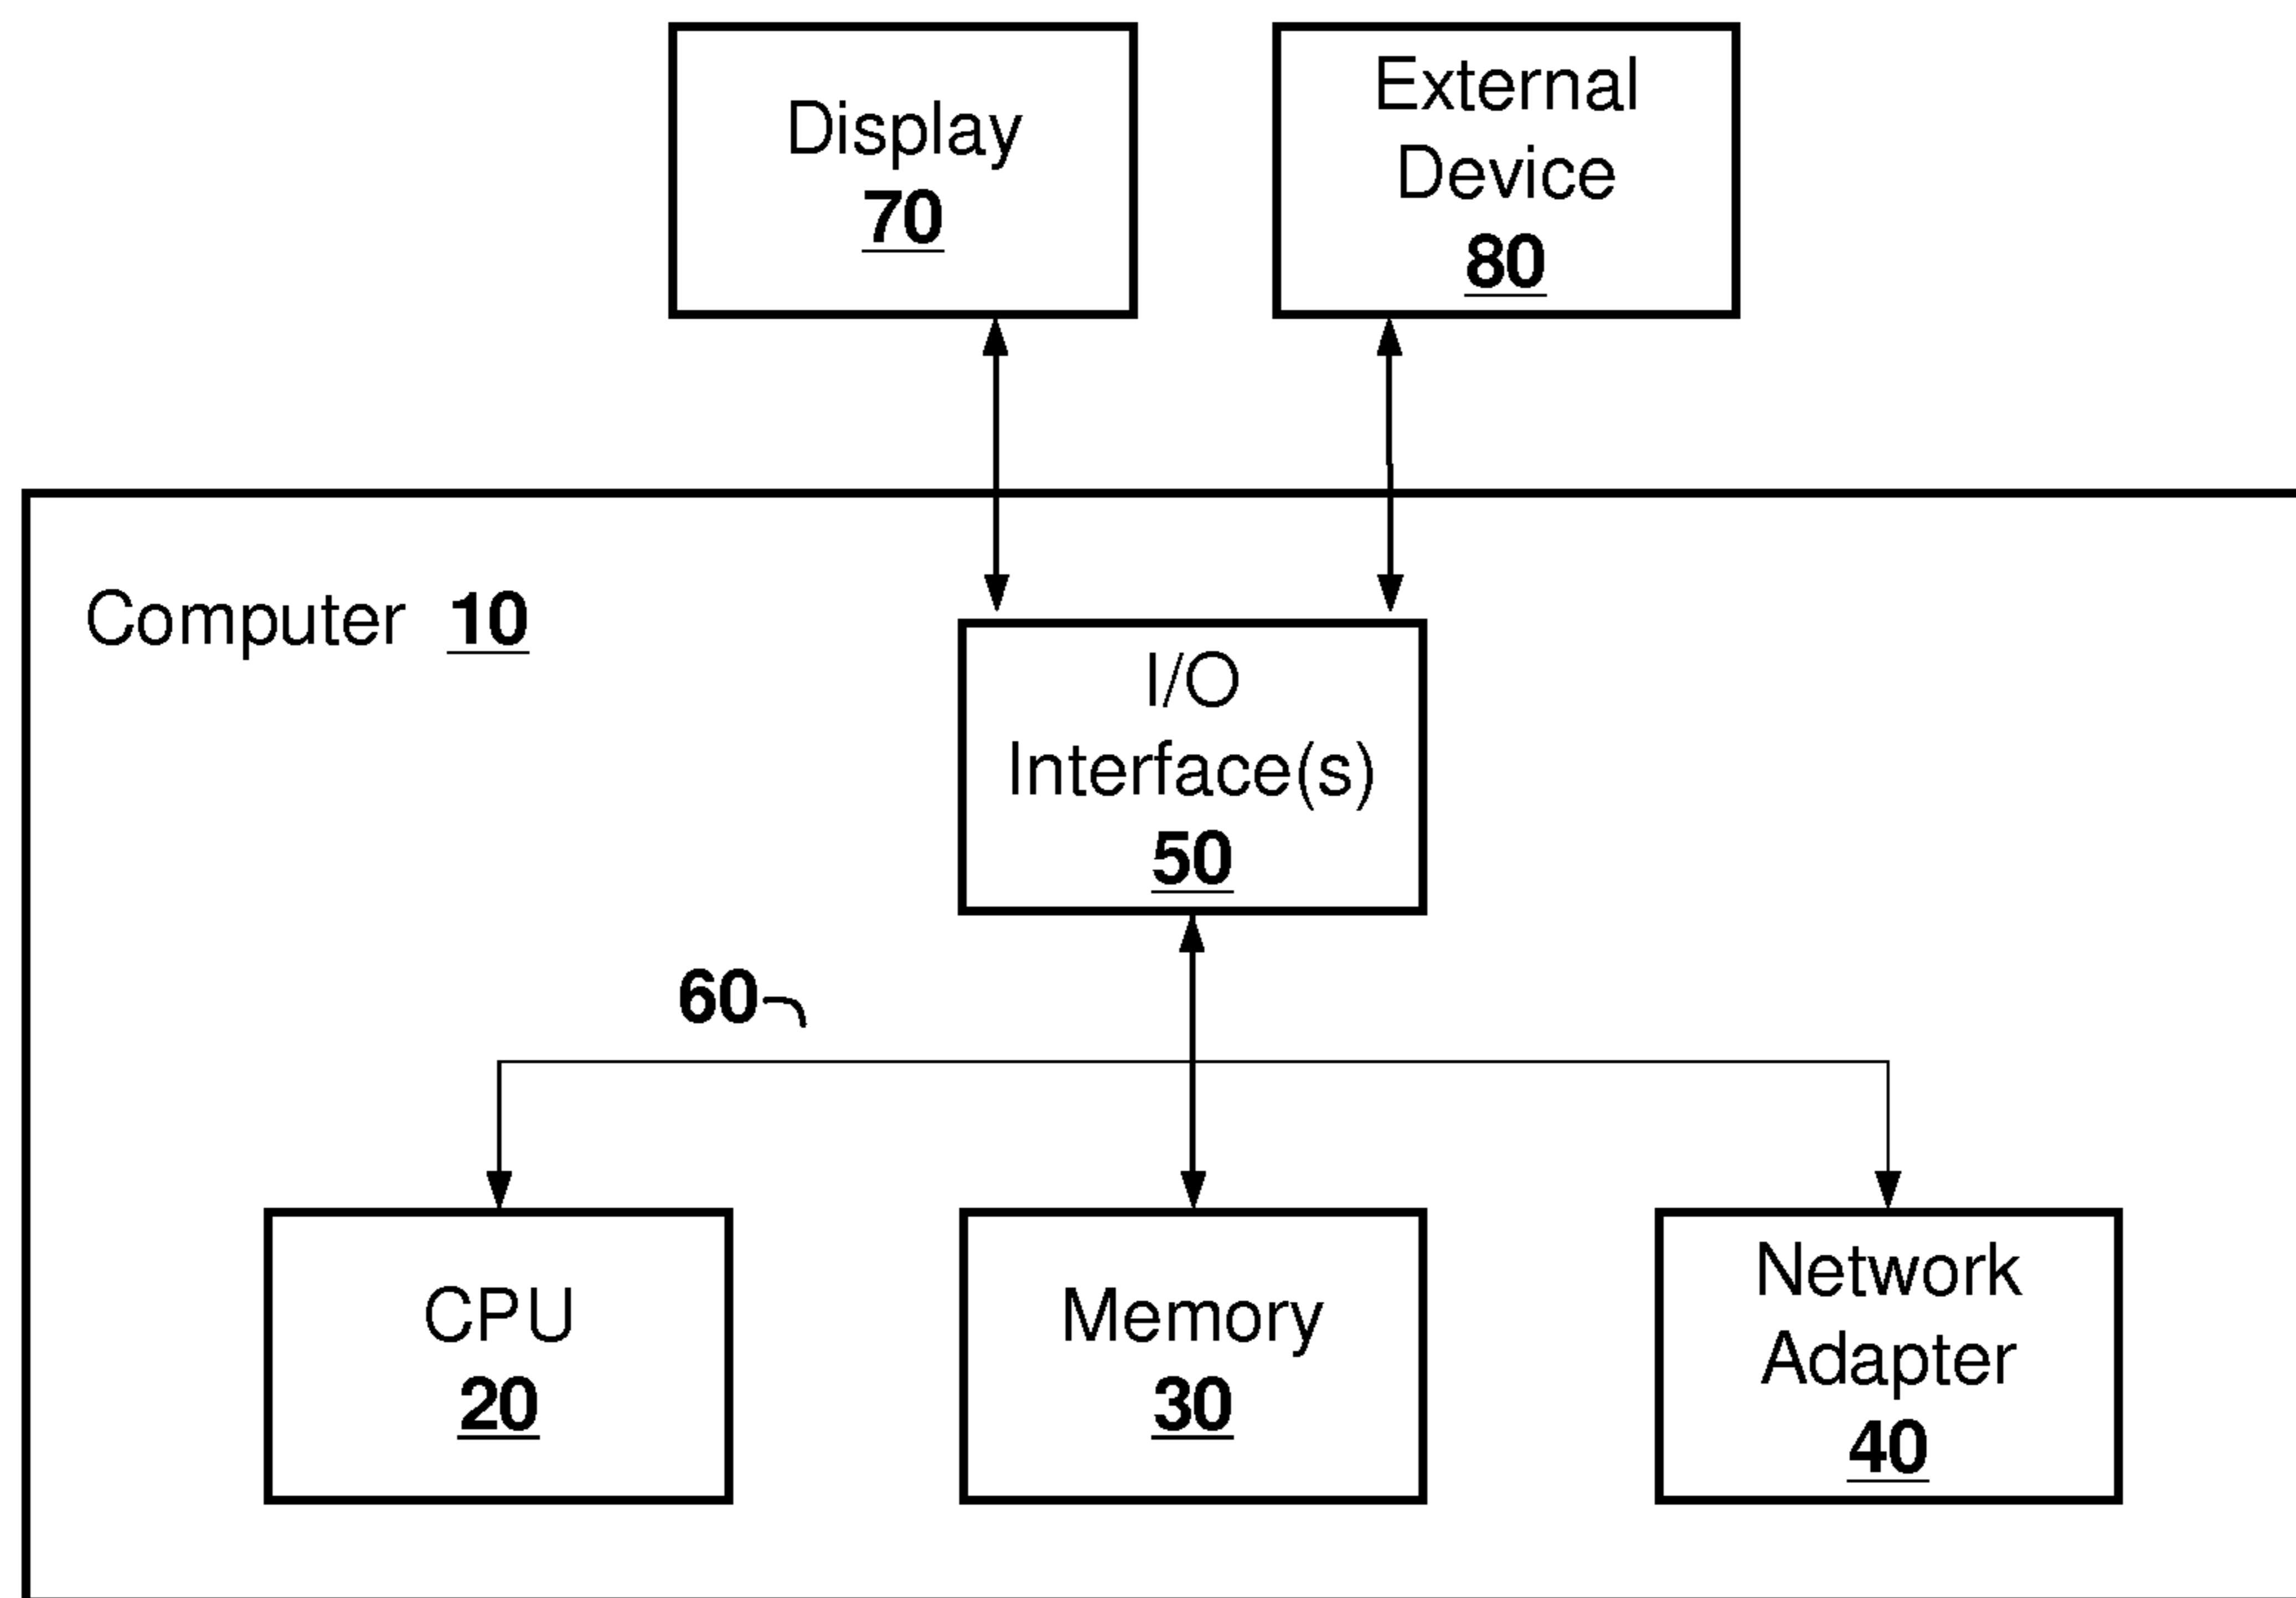 Display
70
External
Device
80
Computer 10
I/O
Interface(s)
50
60
CPU
20
Memory
30
Network
Adapter
40